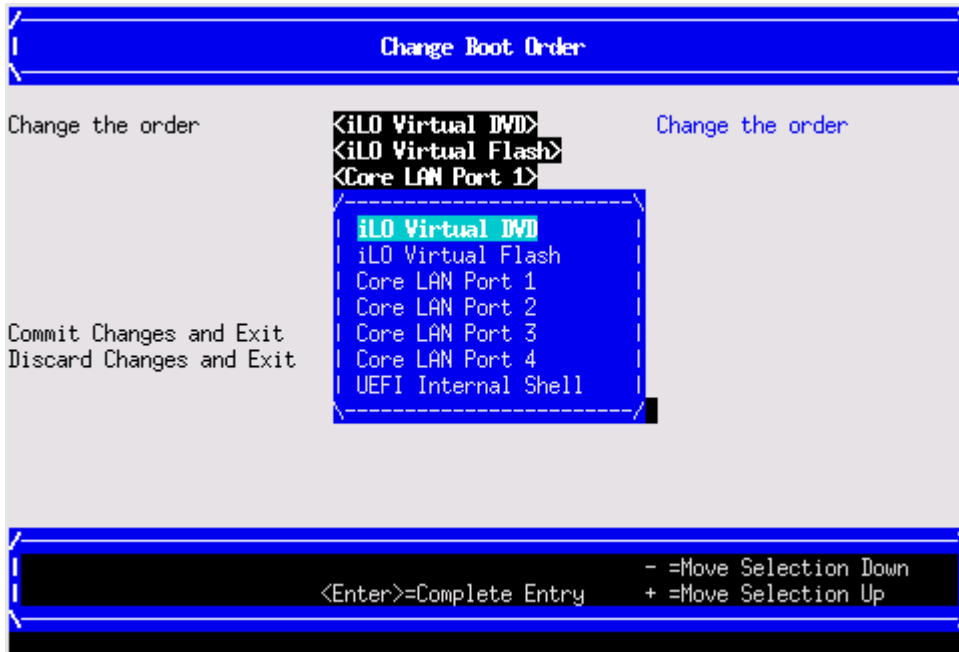 Change Boot Order
Change the order <iLO Virtual DVD> Change the order
<iLO Virtual Flash>
<Core LAN Port 1>
iLO Virtual DVD
iLO Virtual Flash
Core LAN Port 1
Core LAN Port 2
Commit Changes and Exit Core LAN Port 3
Discard Changes and Exit Core LAN Port 4
UEFI Internal Shell
- =Move Selection Down
<Enter>=Complete Entry + =Move Selection Up